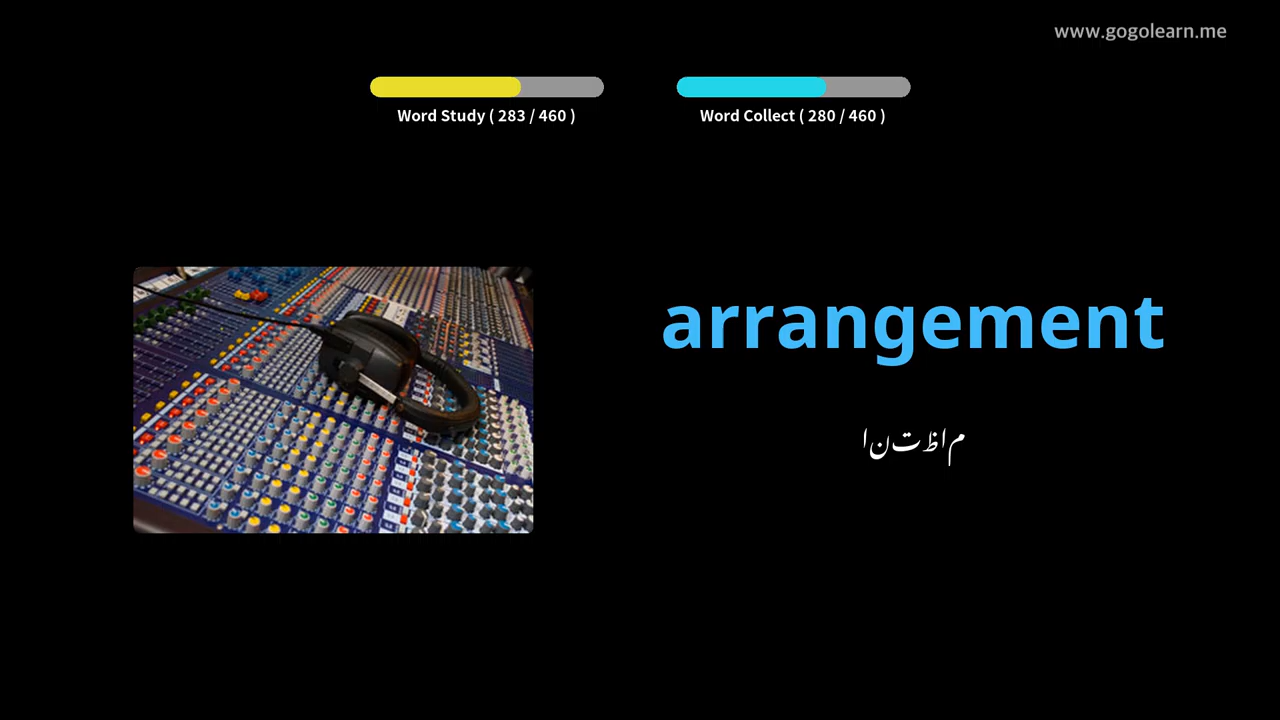 www.gogolearn.me
Word Study ( 283 / 460 )
Word Collect ( 280 / 460 )
arrangement
انتظام